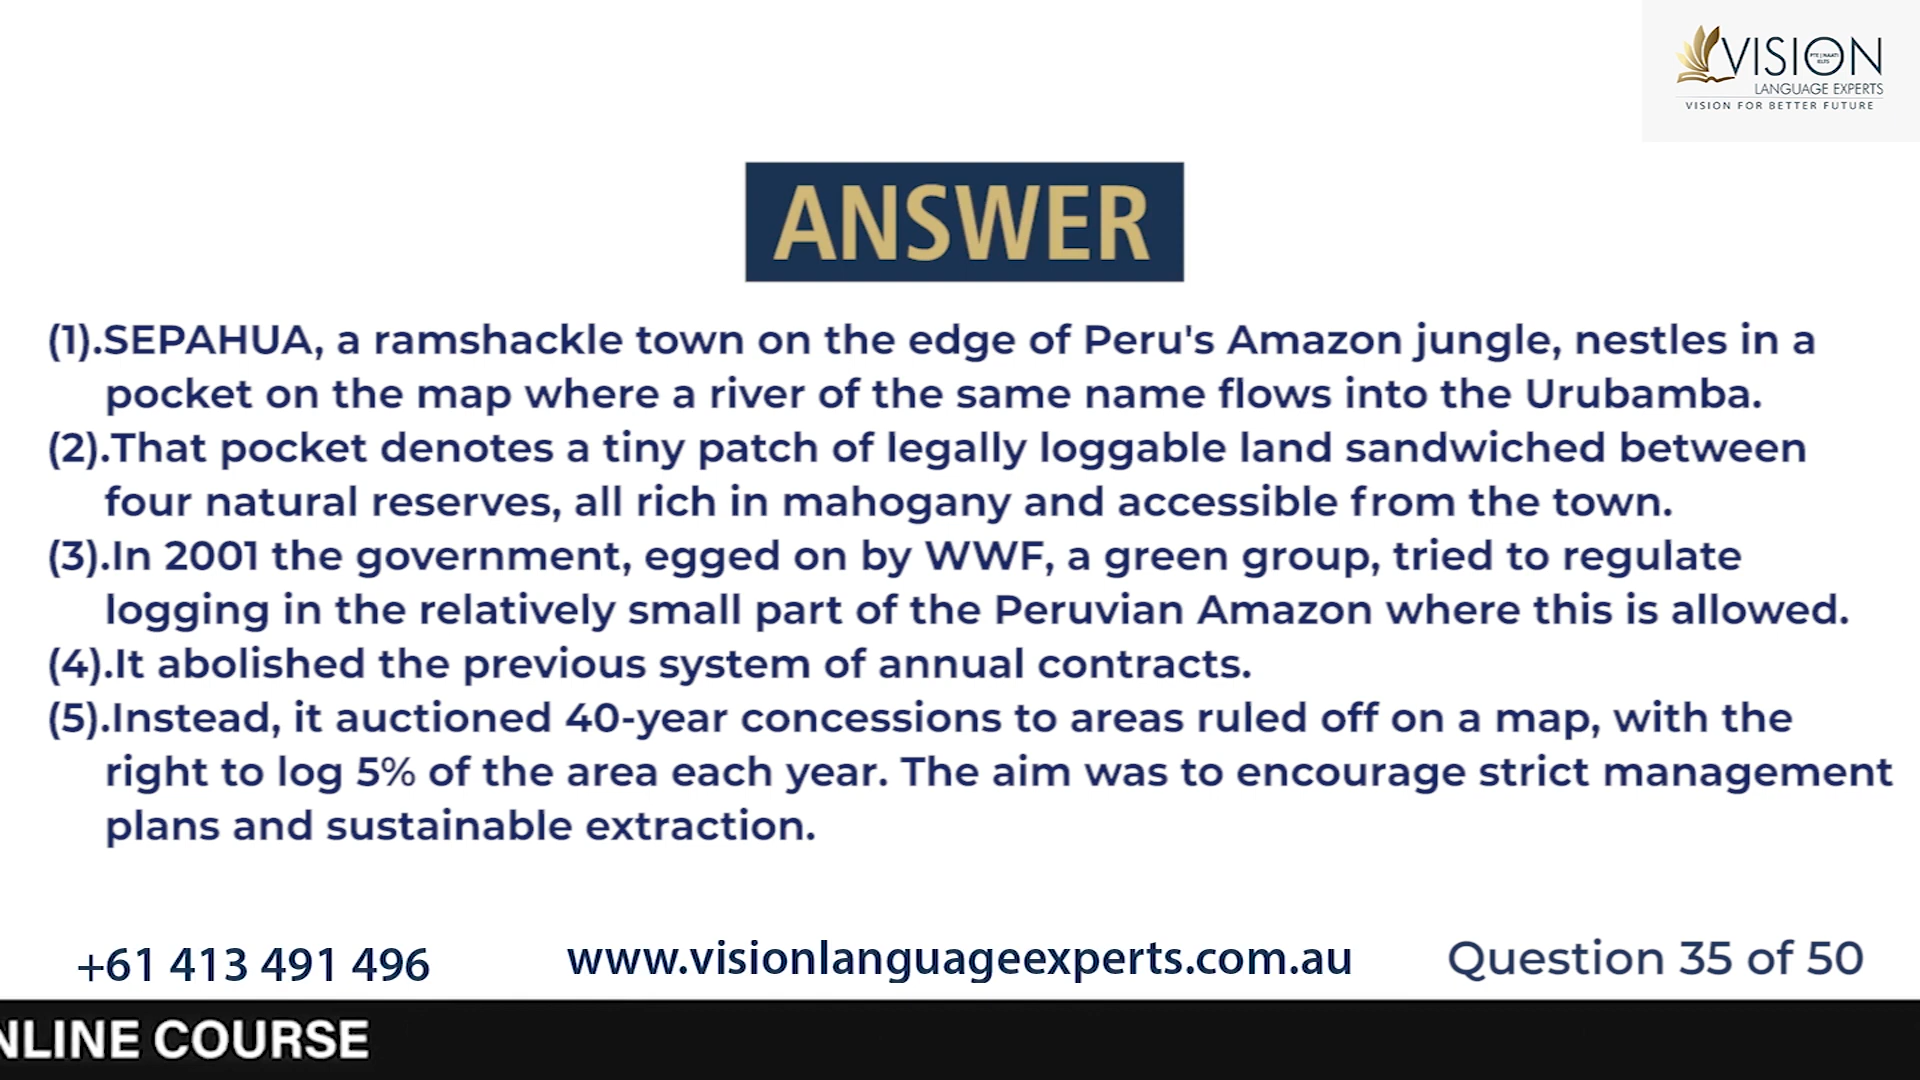 VISION
LANGUAGE EXPERTS
VISION FOR BETTER FUTURE
ANSWER
(1).SEPAHUA, a ramshackle town on the edge of Peru's Amazon jungle, nestles in a
pocket on the map where a river of the same name flows into the Urubamba.
(2).That pocket denotes a tiny patch of legally loggable land sandwiched between
four natural reserves, all rich in mahogany and accessible from the town.
(3).In 2001 the government, egged on by WWF, a green group, tried to regulate
logging in the relatively small part of the Peruvian Amazon where this is allowed.
(4).It abolished the previous system of annual contracts.
(5).Instead, it auctioned 40-year concessions to areas ruled off on a map, with the
right to log 5% of the area each year. The aim was to encourage strict management
plans and sustainable extraction.
+61 413 491 496
www.visionlanguageexperts.com.au
Question 35 of 50
NLINE COURSE